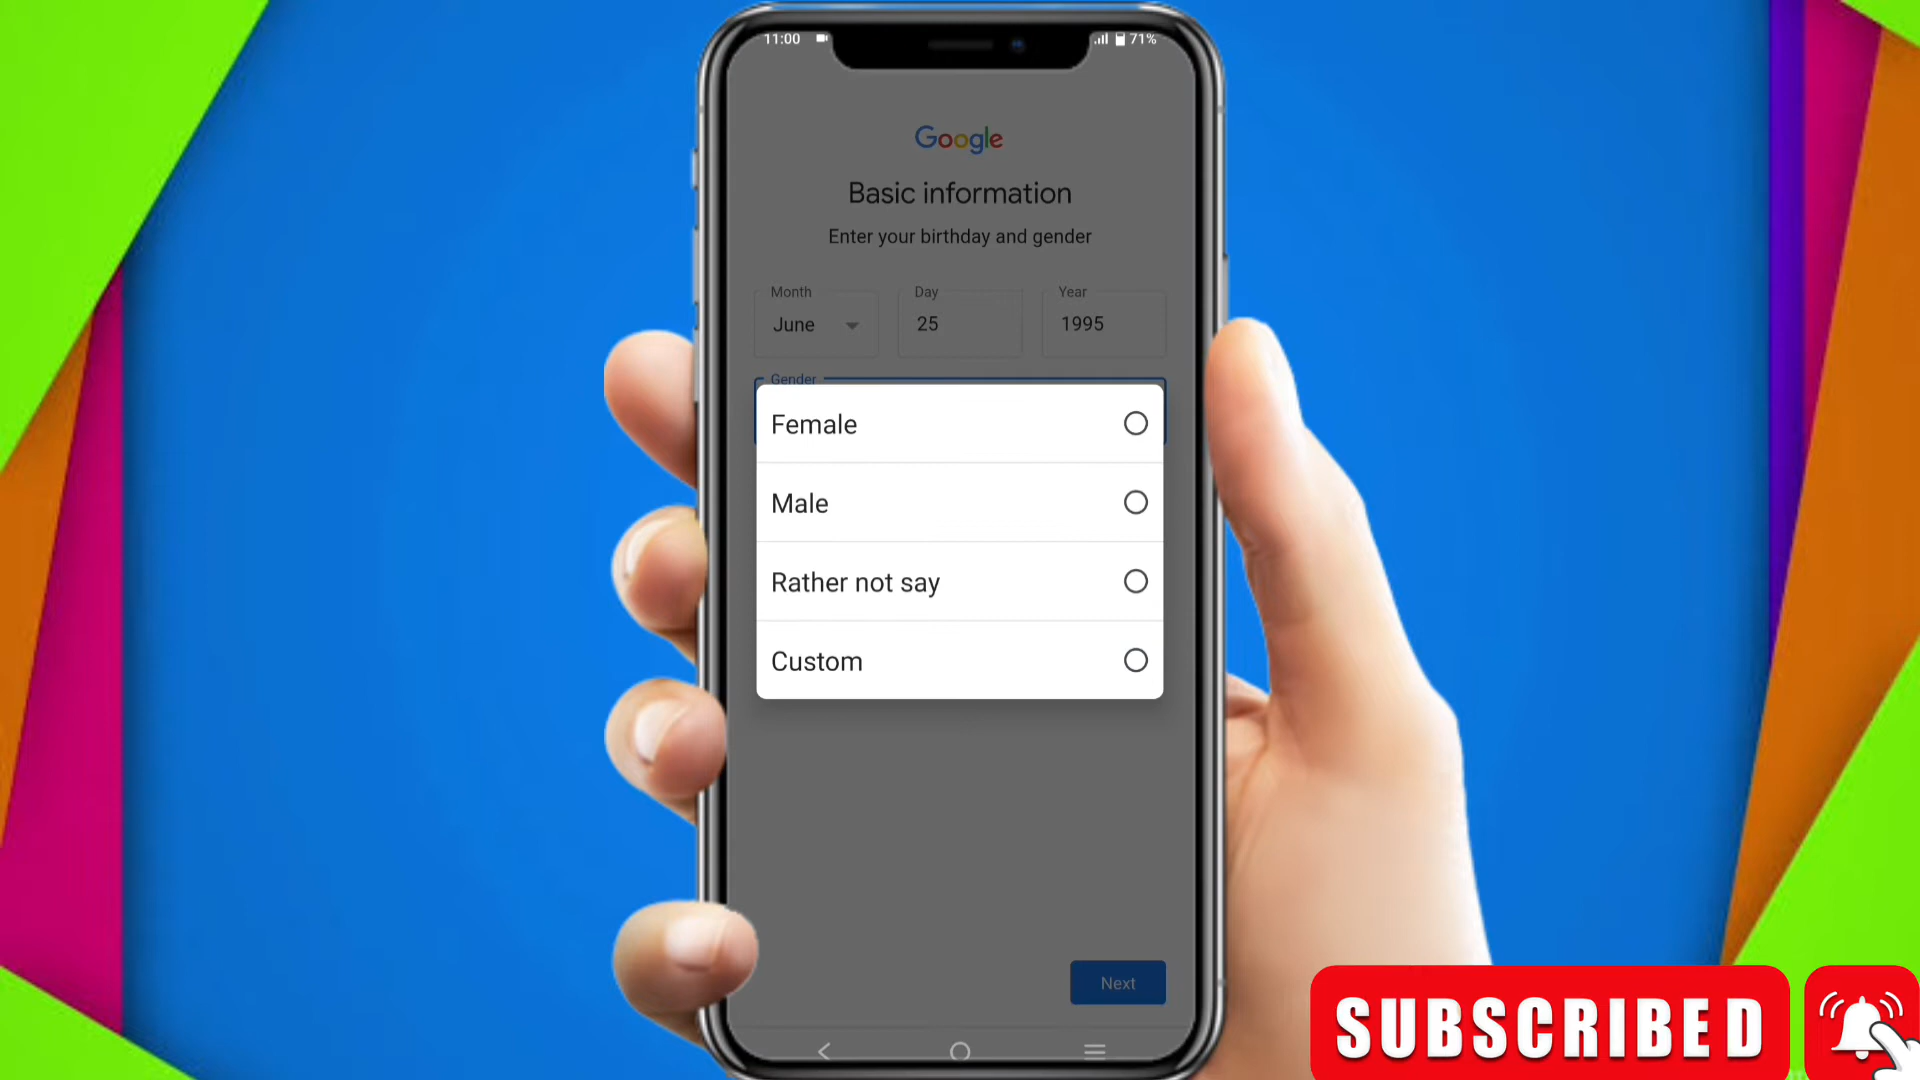 11:00
71%
Google
Basic information
Enter your birthday and gender
Month
June
Day
25
Year
1995
Gender
Female
Male
Rather not say
Custom
Next
SUBSCRIBED